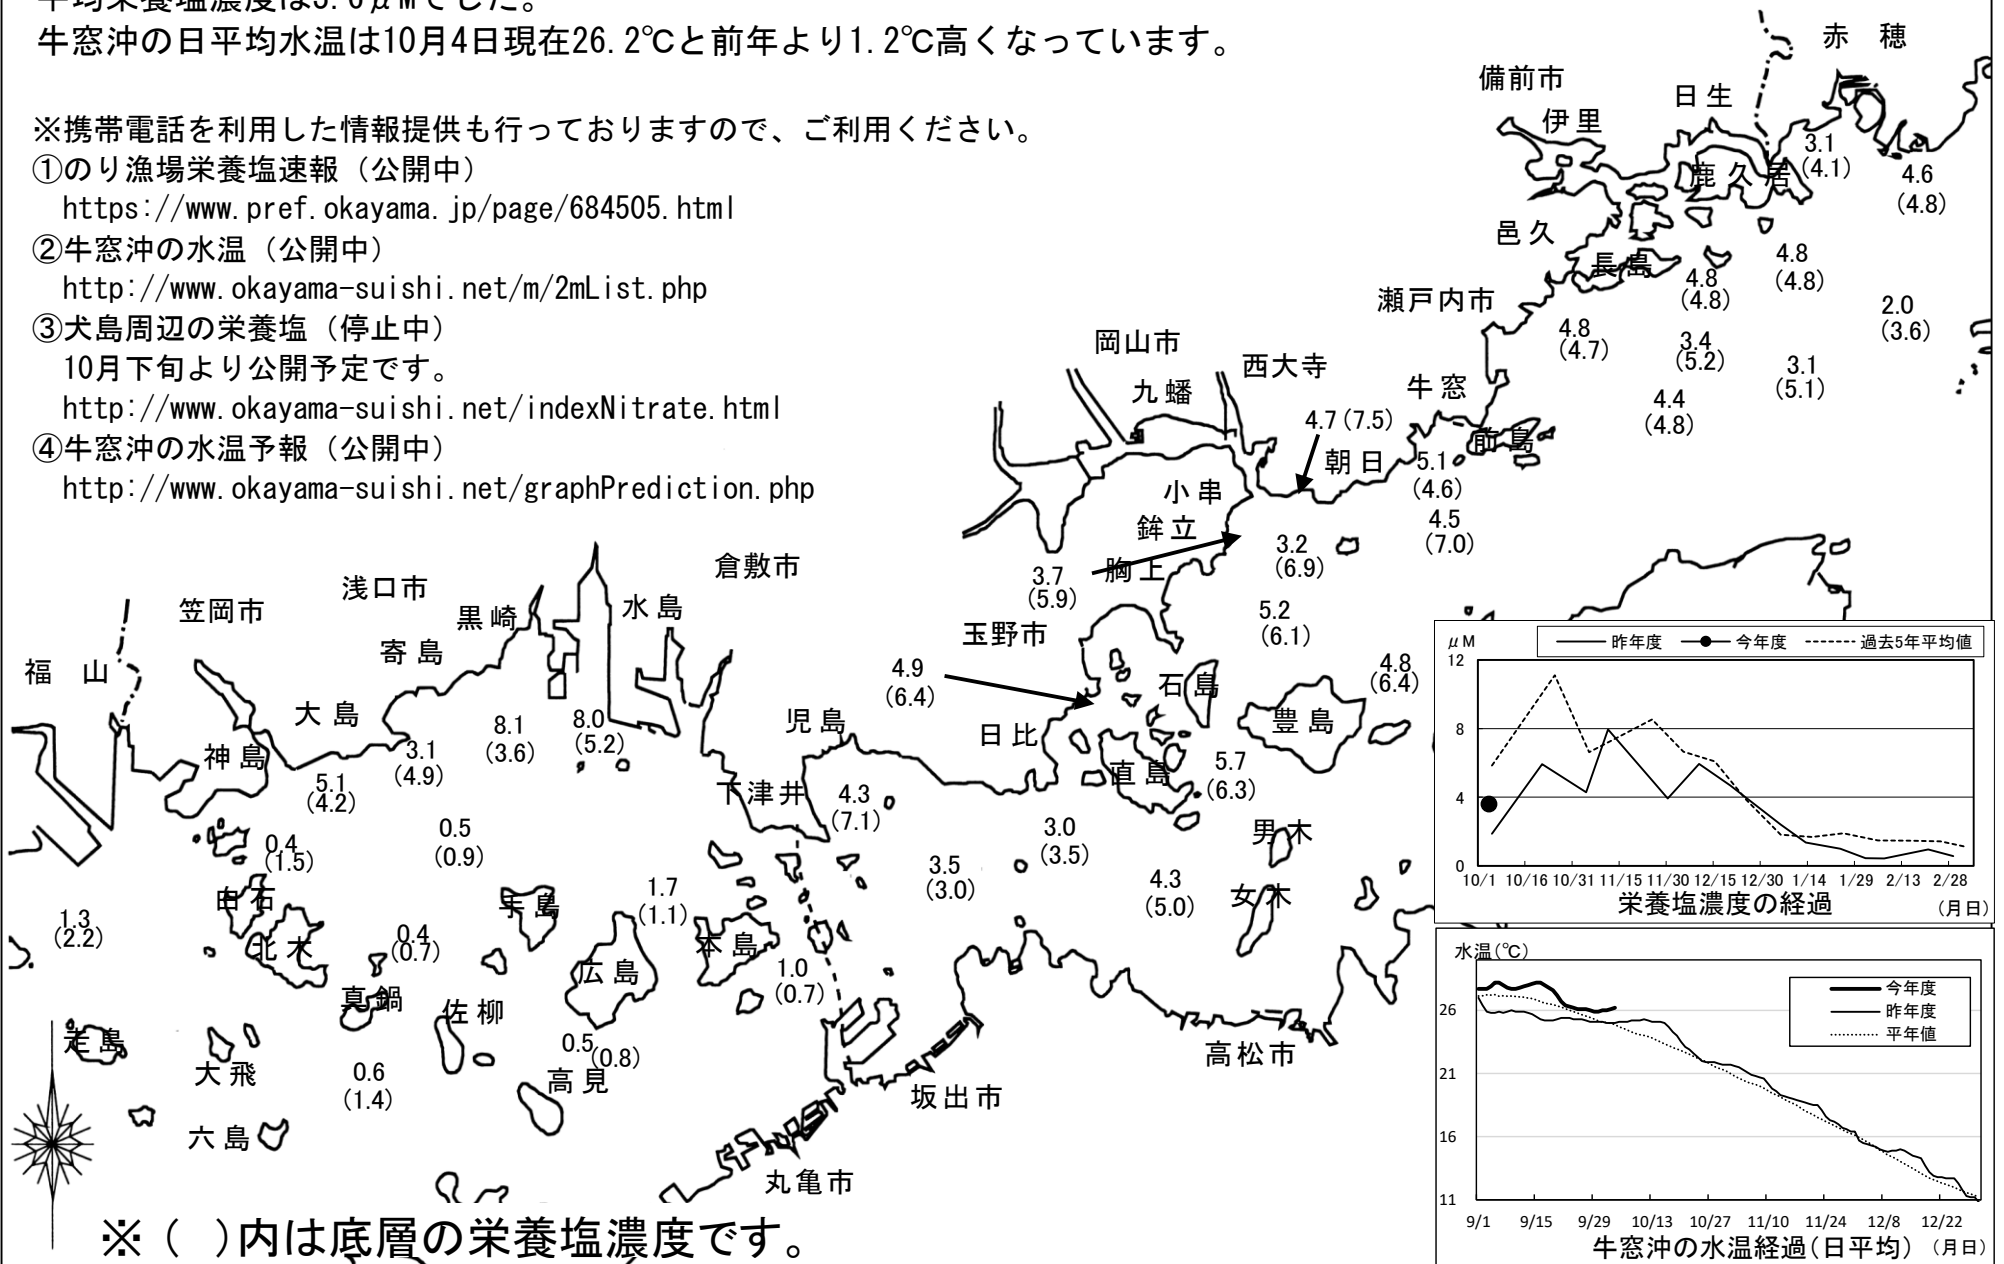 平均栄養塩濃度は3.6μMでした。
牛窓沖の日平均水温は10月4日現在26.2℃と前年より1.2℃高くなっています。
※携帯電話を利用した情報提供も行っておりますので、ご利用ください。
①のり漁場栄養塩速報（公開中）
https://www.pref.okayama.jp/page/684505.html
②牛窓沖の水温（公開中）
http://www.okayama-suishi.net/m/2mList.php
③犬島周辺の栄養塩（停止中）
10月下旬より公開予定です。
http://www.okayama-suishi.net/indexNitrate.html
④牛窓沖の水温予報（公開中）
http://www.okayama-suishi.net/graphPrediction.php
赤 穂
備前市
日生
伊里
鹿久居
3.1
(4.1)
4.6
(4.8)
邑久
長島
4.8
(4.8)
4.8
(4.8)
瀬戸内市
2.0
(3.6)
4.8
(4.7)
3.4
(5.2)
3.1
(5.1)
岡山市
西大寺
九蟠
牛窓
4.4
(4.8)
4.7(7.5)
前島
朝日
5.1
(4.6)
小串
鉾立
4.5
(7.0)
3.2
(6.9)
胸上
3.7
(5.9)
倉敷市
浅口市
笠岡市
黒崎
水島
5.2
(6.1)
玉野市
寄島
福 山
4.9
(6.4)
4.8
(6.4)
石島
大島
8.1
(3.6)
8.0
(5.2)
児島
日比
豊島
神島
3.1
(4.9)
5.1
(4.2)
直島
5.7
(6.3)
下津井
4.3
(7.1)
0.5
(0.9)
3.0
(3.5)
男木
0.4
(1.5)
3.5
(3.0)
4.3
(5.0)
女木
白石
1.7
(1.1)
手島
1.3
(2.2)
北木
0.4
(0.7)
本島
広島
1.0
(0.7)
真鍋
佐柳
走島
大飛
0.5
(0.8)
高松市
0.6
(1.4)
高見
坂出市
六島
丸亀市
※（ ）内は底層の栄養塩濃度です。
μM
昨年度 今年度 過去5年平均値
12
8
4
0
10/1 10/16 10/31 11/15 11/30 12/15 12/30 1/14 1/29 2/13 2/28
栄養塩濃度の経過 （月日）
水温(℃)
今年度
昨年度
平年値
26
21
16
11
9/1 9/15 9/29 10/13 10/27 11/10 11/24 12/8 12/22
牛窓沖の水温経過(日平均) （月日）